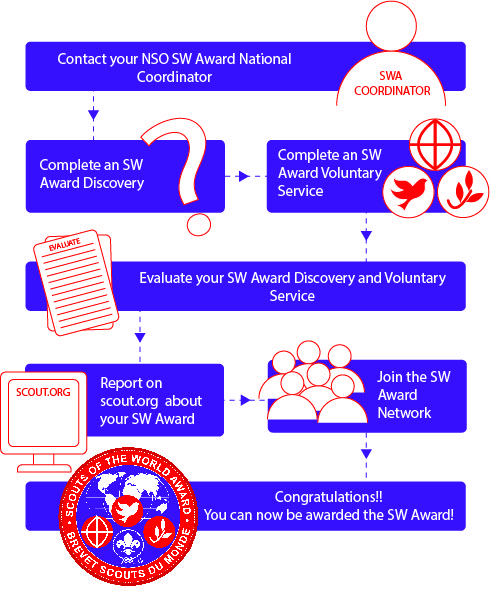 Contact your NSO SW Award National
Coordinator
SWA
COORDINATOR
Complete an SW
Award Discovery
Complete an SW
Award Voluntary
Service
EVALUATE
Evaluate your SW Award Discovery and Voluntary
Service
SCOUT.ORG
Report on
scout.org about
your SW Award
Join the SW
Award
Network
SCOUTS OF THE WORLD AWARD
BREVET SCOUTS DU MONDE
Congratulations!!
You can now be awarded the SW Award!